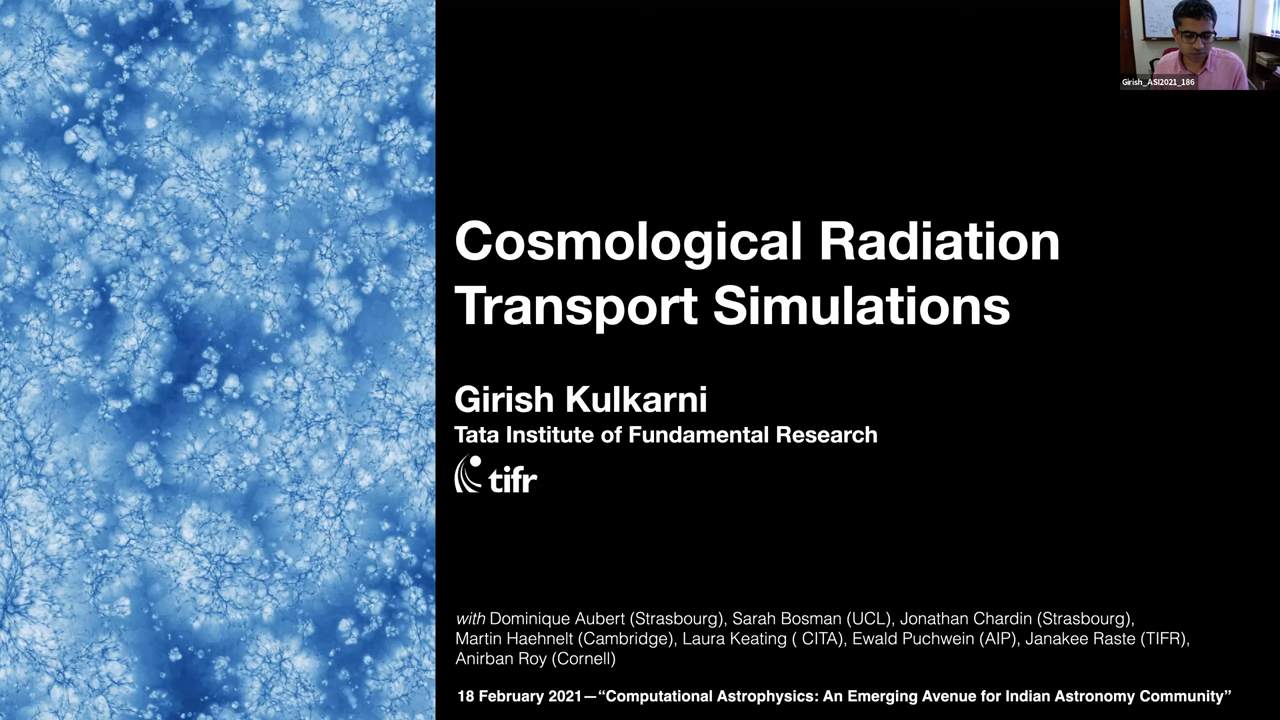 Girish_ASI2021_186
Cosmological Radiation
Transport Simulations
Girish Kulkarni
Tata Institute of Fundamental Research
tifr
with Dominique Aubert (Strasbourg), Sarah Bosman (UCL), Jonathan Chardin (Strasbourg),
Martin Haehnelt (Cambridge), Laura Keating ( CITA), Ewald Puchwein (AIP), Janakee Raste (TIFR),
Anirban Roy (Cornell)
18 February 2021—“Computational Astrophysics: An Emerging Avenue for Indian Astronomy Community”